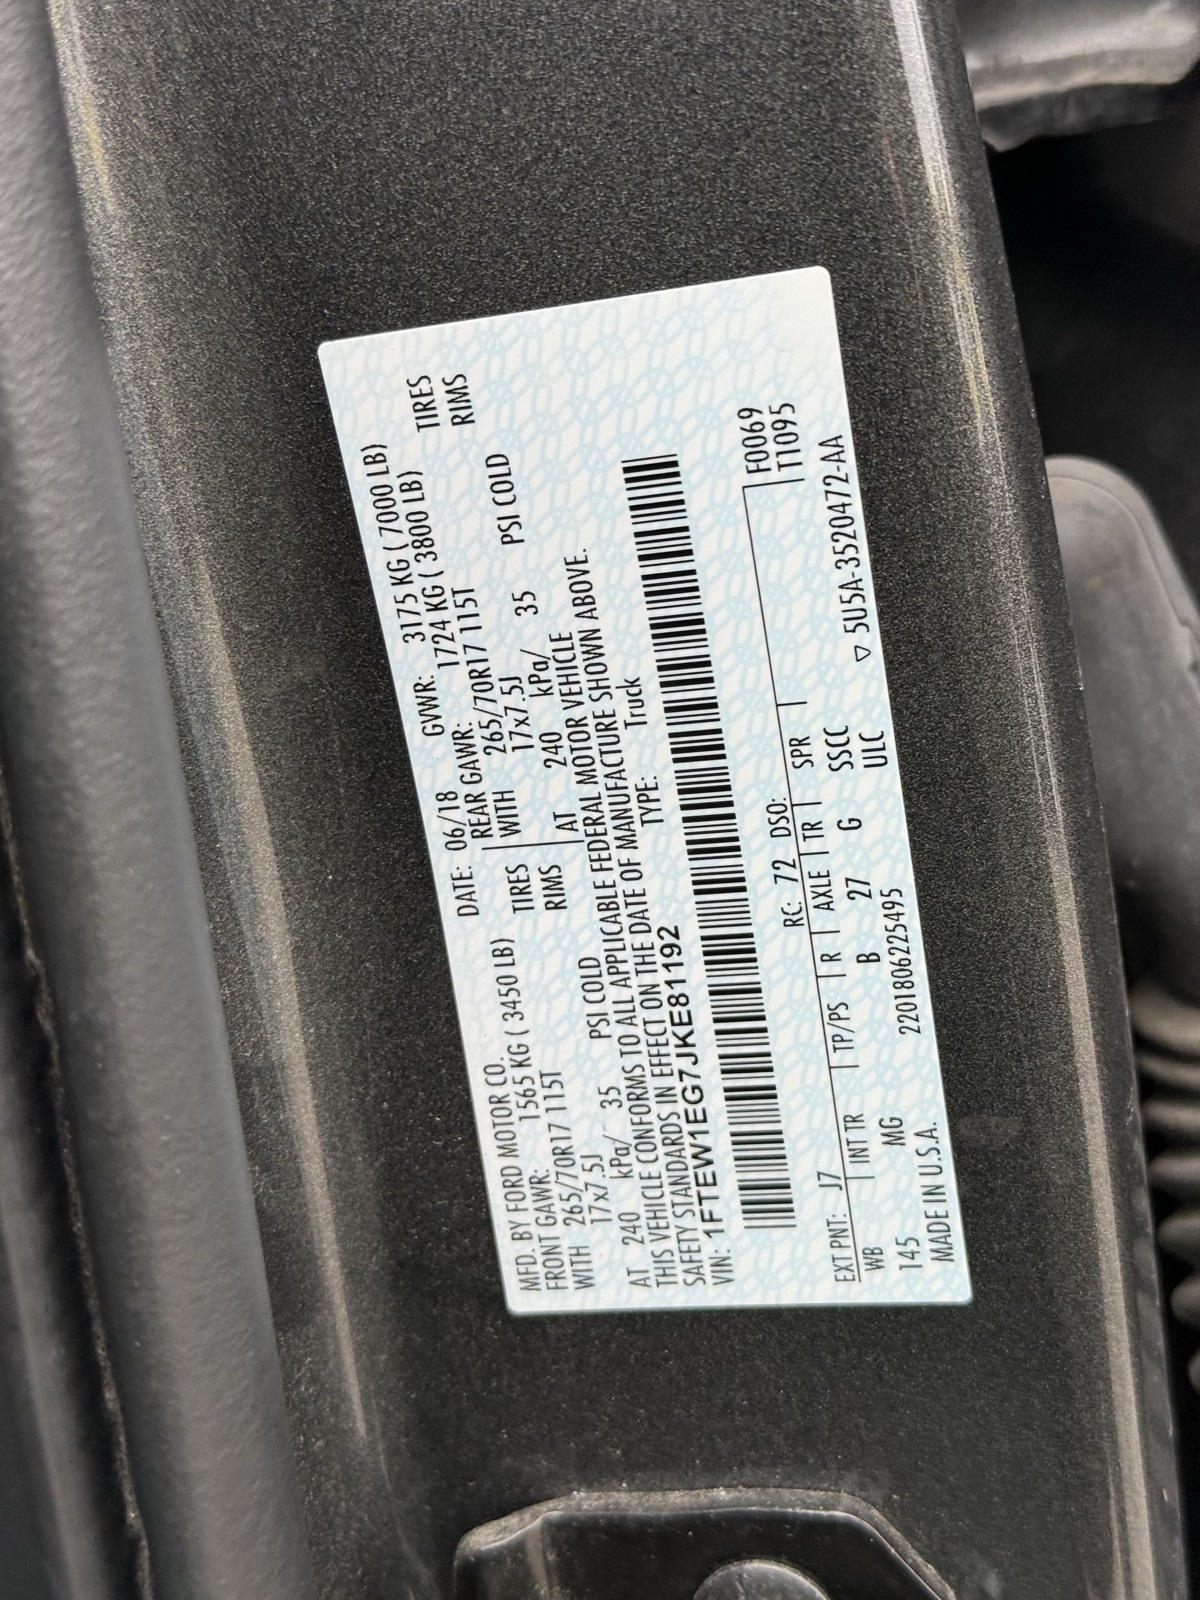 MFD. BY FORD MOTOR CO. DATE: 06/18 GVWR: 3175 KG ( 7000 LB)
FRONT GAWR: 1565 KG ( 3450 LB) REAR GAWR: 1724 KG ( 3800 LB)
WITH 265/70R17 115T TIRES WITH 265/70R17 115T TIRES
17x7.5J RIMS 17x7.5J RIMS
AT 240 kPa/ 35 PSI COLD AT 240 kPa/ 35 PSI COLD
THIS VEHICLE CONFORMS TO ALL APPLICABLE FEDERAL MOTOR VEHICLE
SAFETY STANDARDS IN EFFECT ON THE DATE OF MANUFACTURE SHOWN ABOVE.
VIN: 1FTEW1EG7JKE81192 TYPE: Truck
EXT PNT: J7 RC: 72 DSO: F0069
WB INT TR TP/PS R AXLE TR SPR T1095
145 MG B 27 G SSCC
ULC
MADE IN U.S.A. 2201806225495 ▽ 5U5A-3520472-AA